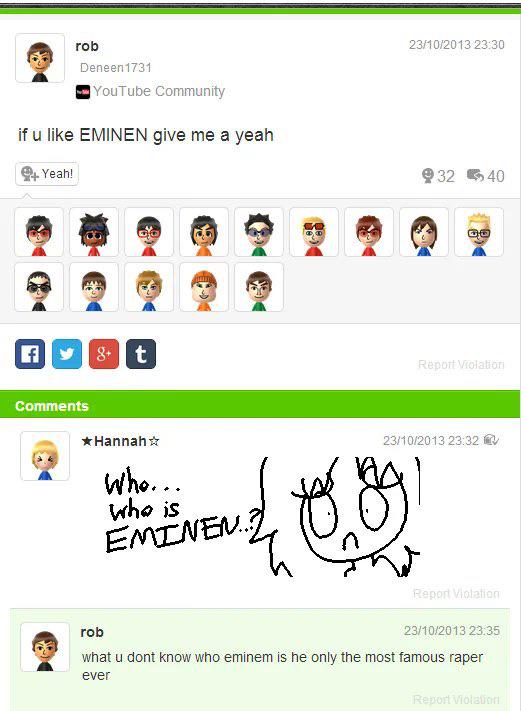 rob
23/10/2013 23:30
Deneen1731
YouTube Community
if u like EMINEN give me a yeah
Yeah!
32
40
f
g+
t
Report Violation
Comments
★Hannah☆
23/10/2013 23:32
Who...
who is
EMINEN..?
Report Violation
rob
23/10/2013 23:35
what u dont know who eminem is he only the most famous raper
ever
Report Violation